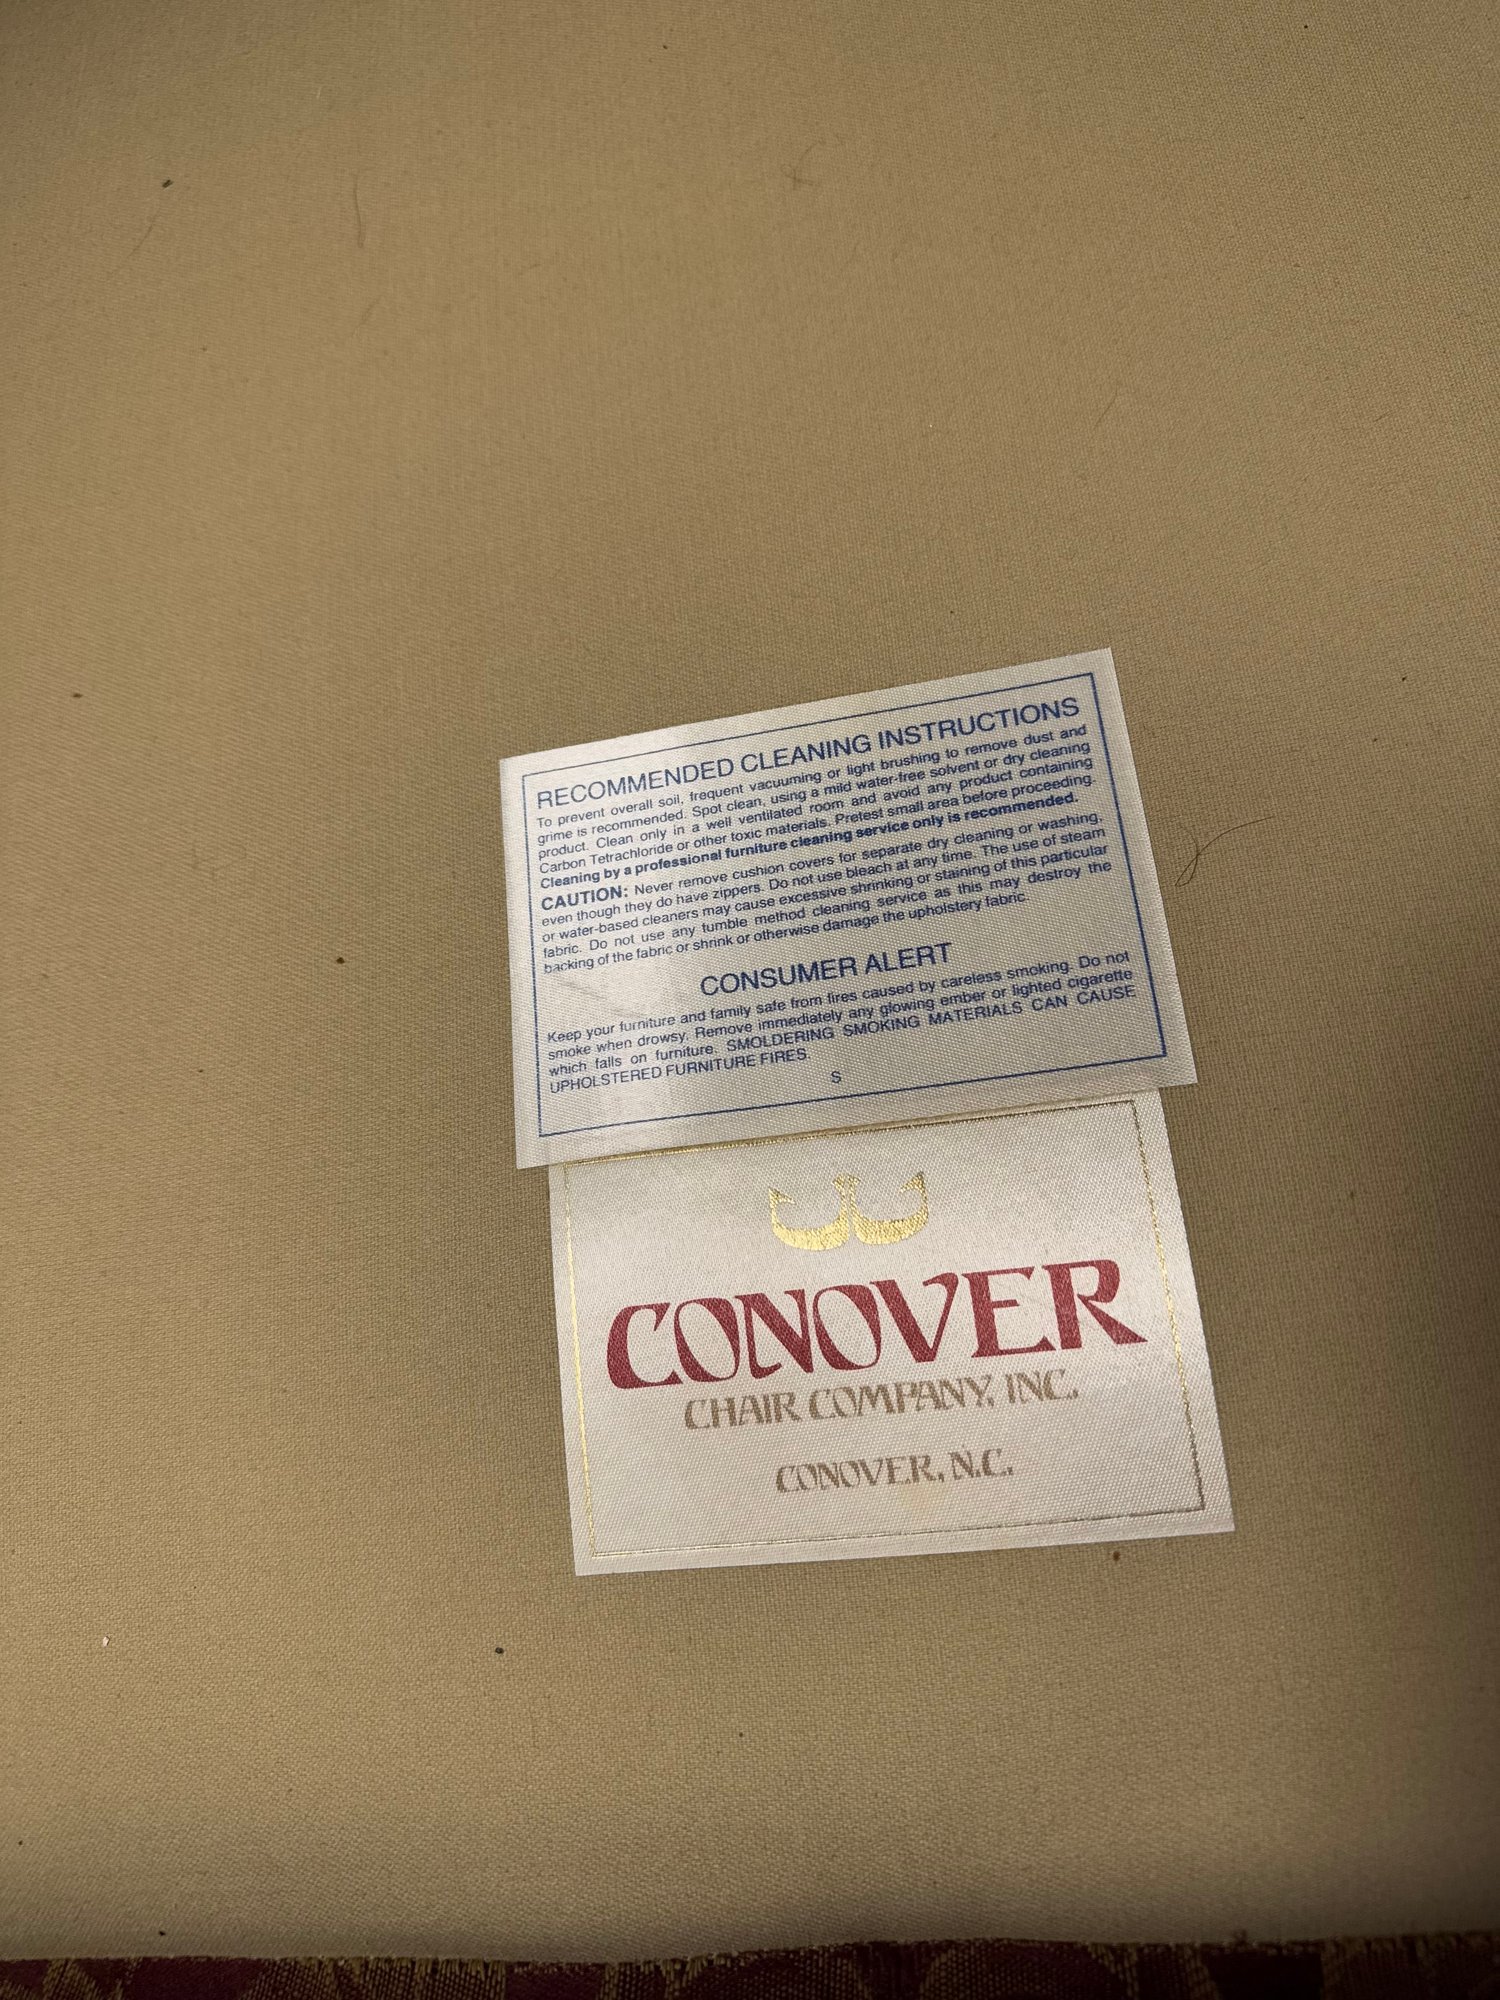 RECOMMENDED CLEANING INSTRUCTIONS
To prevent overall soil, frequent vacuuming or light brushing to remove dust and
grime is recommended. Spot clean, using a mild water-free solvent or dry cleaning
product. Clean only in a well ventilated room and avoid any product containing
Carbon Tetrachloride or other toxic materials. Pretest small area before proceeding.
Cleaning by a professional furniture cleaning service only is recommended.
CAUTION: Never remove cushion covers for separate dry cleaning or washing,
even though they do have zippers. Do not use bleach at any time. The use of steam
or water-based cleaners may cause excessive shrinking or staining of this particular
fabric. Do not use any tumble method cleaning service as this may destroy the
backing of the fabric or shrink or otherwise damage the upholstery fabric.
CONSUMER ALERT
Keep your furniture and family safe from fires caused by careless smoking. Do not
smoke when drowsy. Remove immediately any glowing ember or lighted cigarette
which falls on furniture. SMOLDERING SMOKING MATERIALS CAN CAUSE
UPHOLSTERED FURNITURE FIRES.
S
CONOVER
CHAIR COMPANY, INC.
CONOVER, N.C.